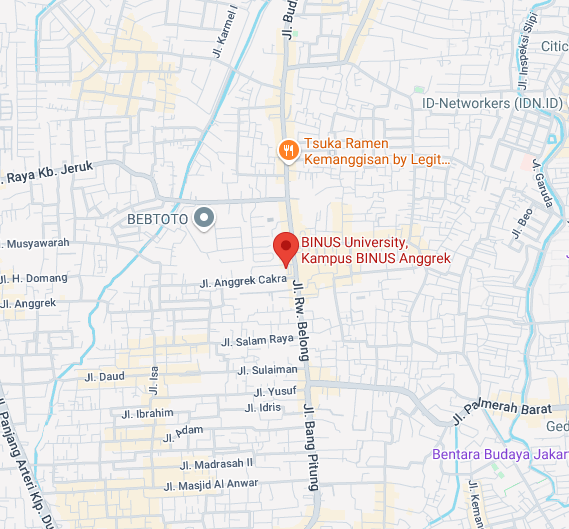 Jl. Karmel I
Jl. Bud
Jl. Inspeksi Slipi
Citic
ID-Networkers (IDN.ID)
Tsuka Ramen
Kemanggisan by Legit...
. Raya Kb. Jeruk
Jl. Garuda
BEBTOTO
Jl. Beo
. Musyawarah
BINUS University,
Kampus BINUS Anggrek
Jl. H. Domang
Jl. Anggrek Cakra
Jl. Anggrek
Jl. Rw. Belong
Jl. Salam Raya
Jl. Daud
Jl. Isa
Jl. Sulaiman
Jl. Yusuf
Jl. Idris
Jl. Ibrahim
Jl. Pa
Jmerah Barat
Ged
Jl. Adam
Jl. Bang Pitung
Jl. Panjang Arteri Klp. Du
Jl. Madrasah II
Jl. Masjid Al Anwar
Bentara Budaya Jakar
Jl. Keman